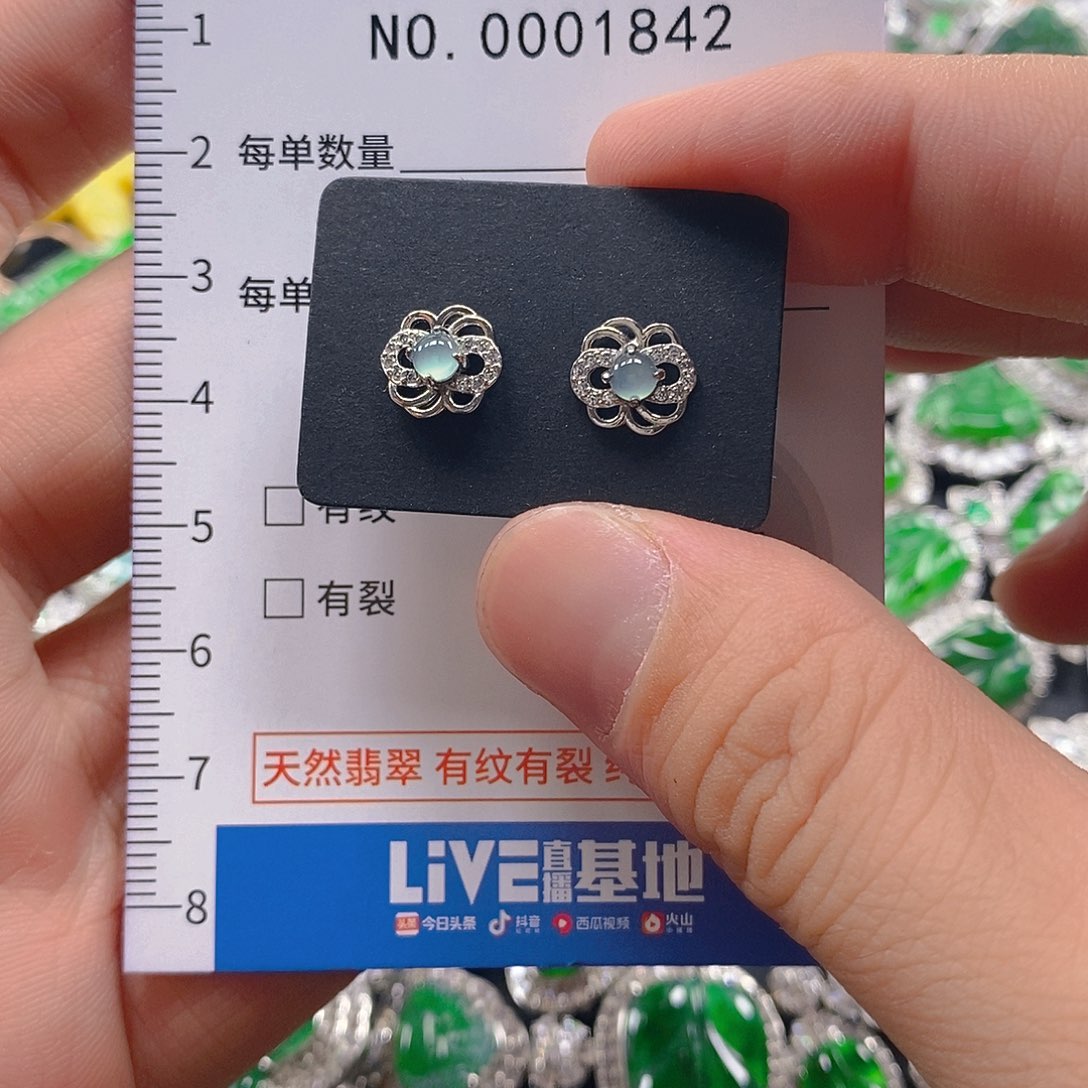 1
NO. 0001842
2
每单数量
3
每单
4
5
有纹
有裂
6
7
天然翡翠 有纹有裂
8
LiVE直播基地
头条 今日头条 抖音 西瓜视频 火山